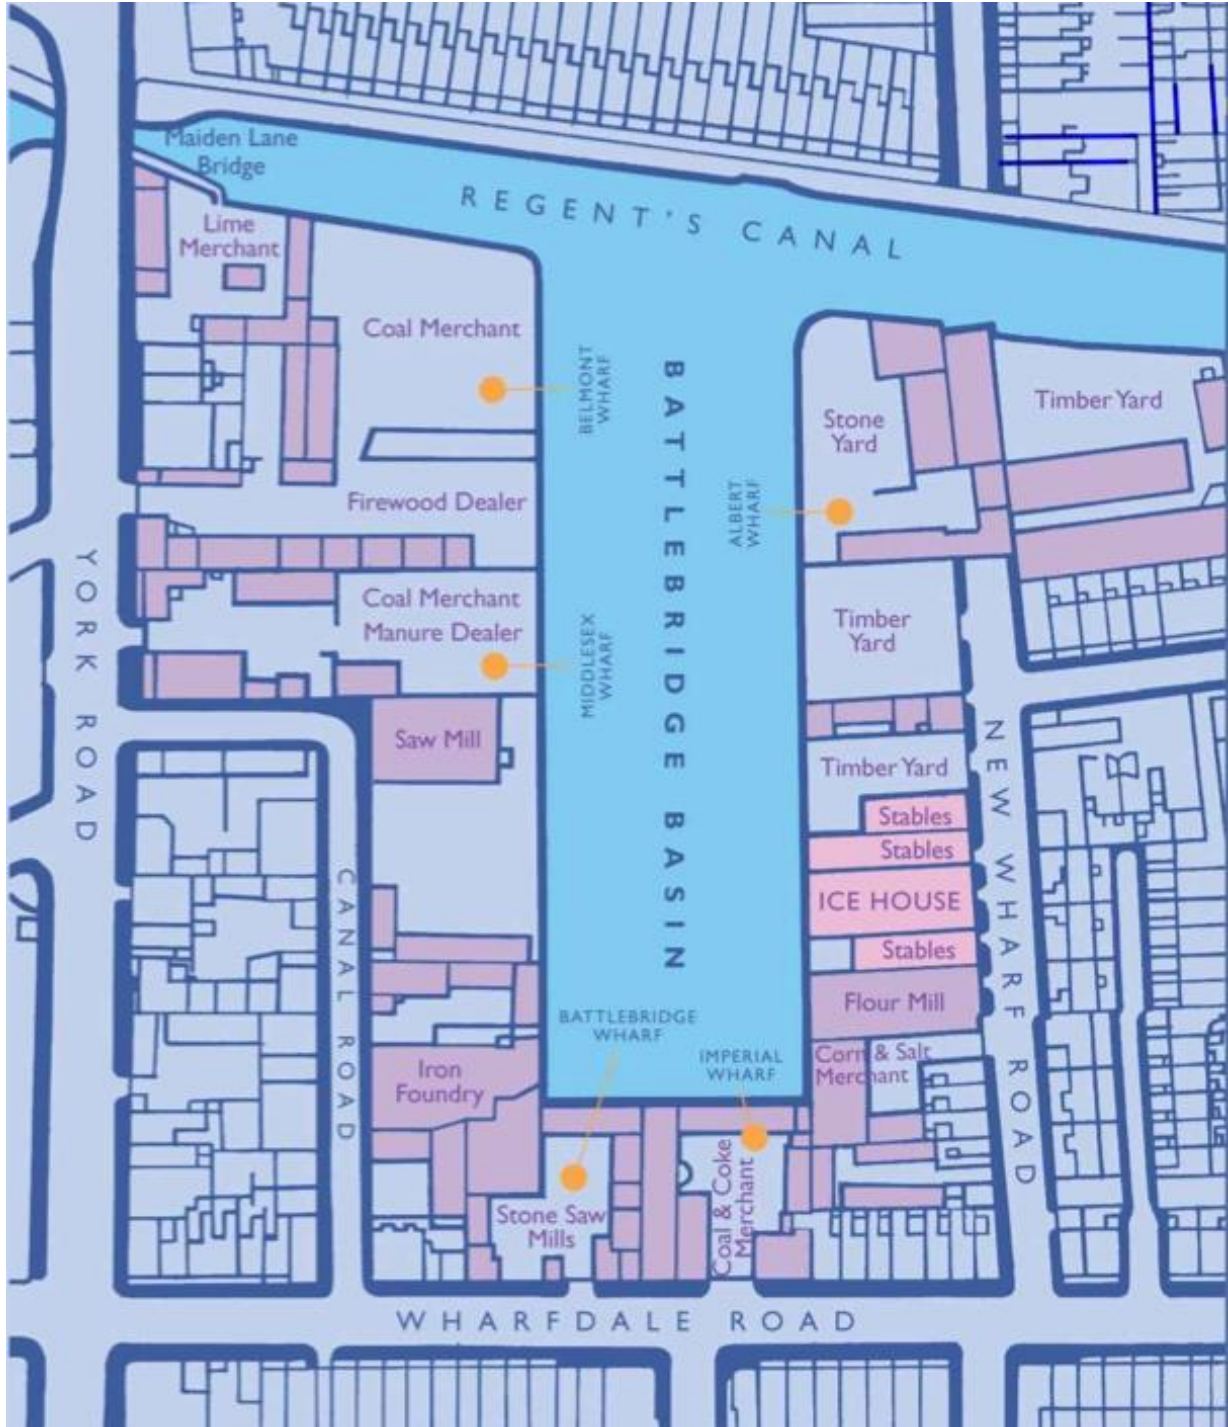 Maiden Lane
Bridge
REGENT'S CANAL
Lime
Merchant
Coal Merchant
BELMONT
WHARF
BATTLEBRIDGE BASIN
Stone
Yard
Timber Yard
Firewood Dealer
ALBERT
WHARF
YORK ROAD
Coal Merchant
Manure Dealer
MIDDLESEX
WHARF
Timber
Yard
Saw Mill
Timber Yard
NEW WHARF ROAD
Stables
Stables
CANAL ROAD
ICE HOUSE
Stables
Flour Mill
BATTLEBRIDGE
WHARF
IMPERIAL
WHARF
Corn & Salt
Merchant
Iron
Foundry
Coal & Coke
Merchant
Stone Saw
Mills
WHARFDALE ROAD